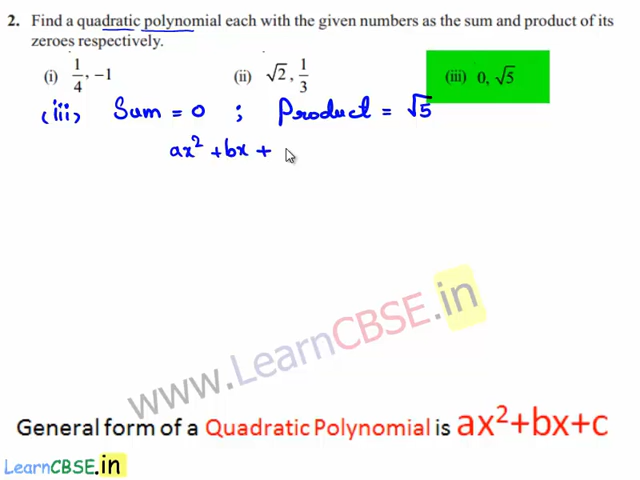 2. Find a quadratic polynomial each with the given numbers as the sum and product of its
zeroes respectively.
(i) 1/4, −1 (ii) √2, 1/3 (iii) 0, √5
(iii) Sum = 0 ; Product = √5
ax² + bx +
www.LearnCBSE.in
General form of a Quadratic Polynomial is ax²+bx+c
LearnCBSE.in